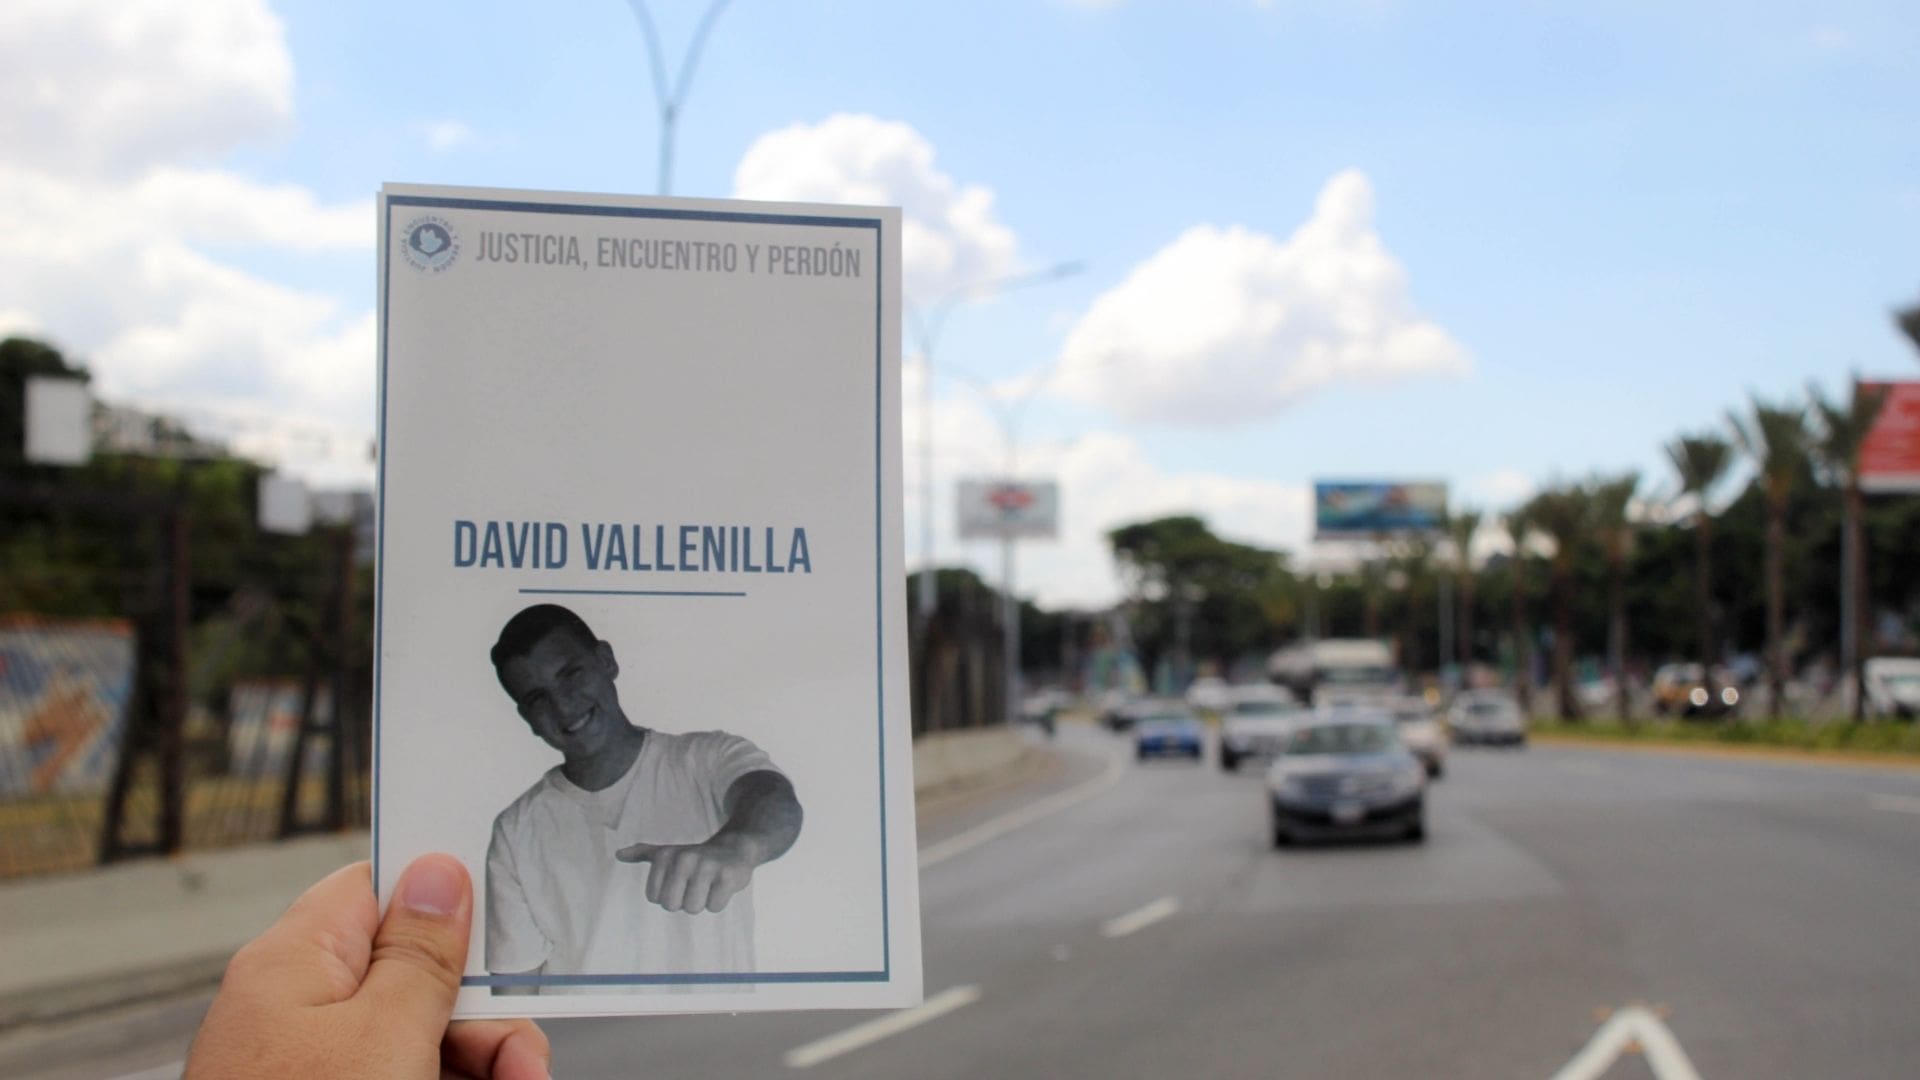 JUSTICIA, ENCUENTRO Y PERDÓN
DAVID VALLENILLA